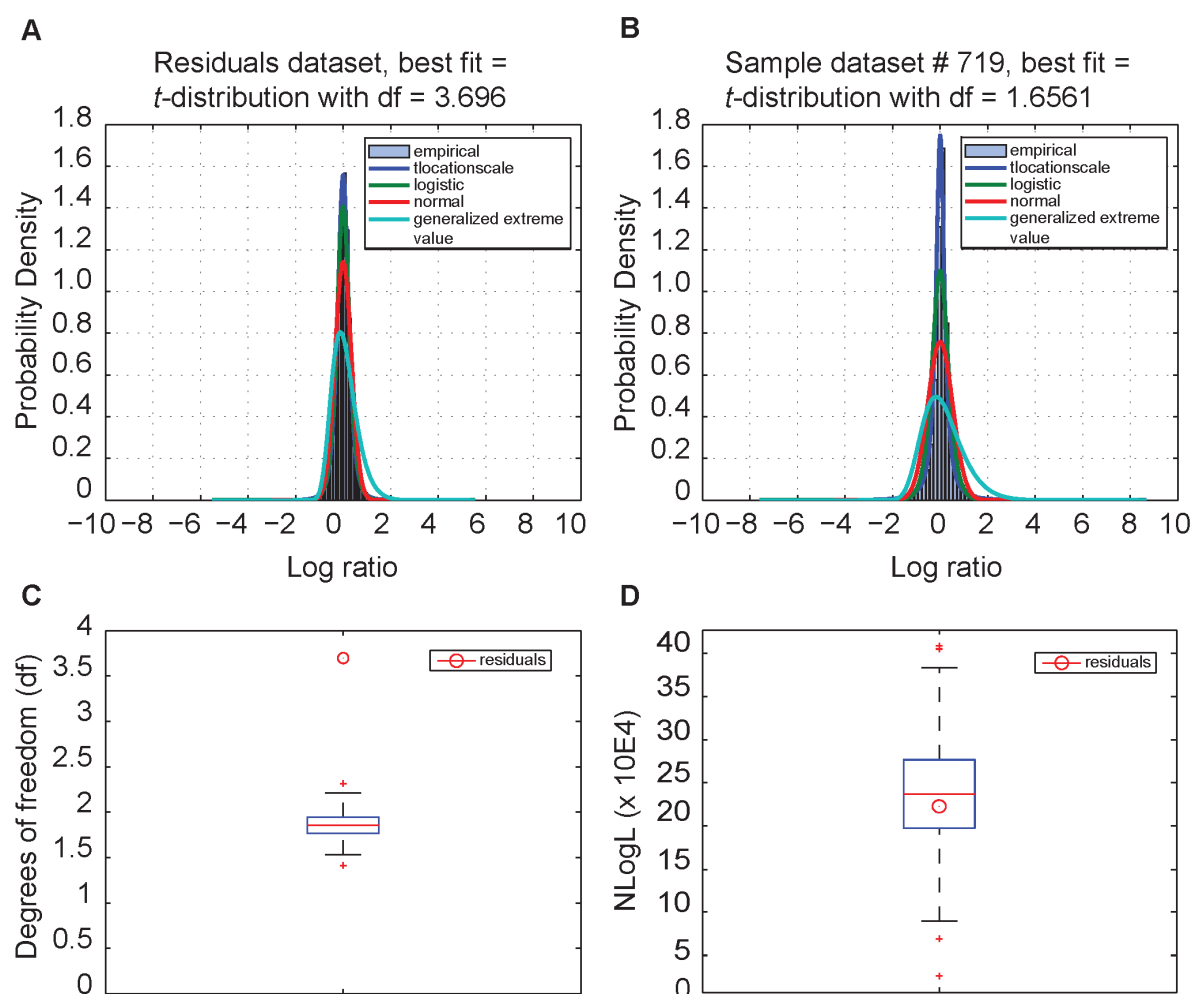 A
Residuals dataset, best fit =
t-distribution with df = 3.696
1.8
1.6
1.4
1.2
1.0
0.8
0.6
0.4
0.2
0
Probability Density
empirical
tlocationscale
logistic
normal
generalized extreme
value
−10 −8 −6 −4 −2 0 2 4 6 8 10
Log ratio
B
Sample dataset # 719, best fit =
t-distribution with df = 1.6561
1.8
1.6
1.4
1.2
1.0
0.8
0.6
0.4
0.2
0
Probability Density
empirical
tlocationscale
logistic
normal
generalized extreme
value
−10 −8 −6 −4 −2 0 2 4 6 8 10
Log ratio
C
4
3.5
3
2.5
2
1.5
1
0.5
0
Degrees of freedom (df)
residuals
D
40
35
30
25
20
15
10
5
0
NLogL (x 10E4)
residuals